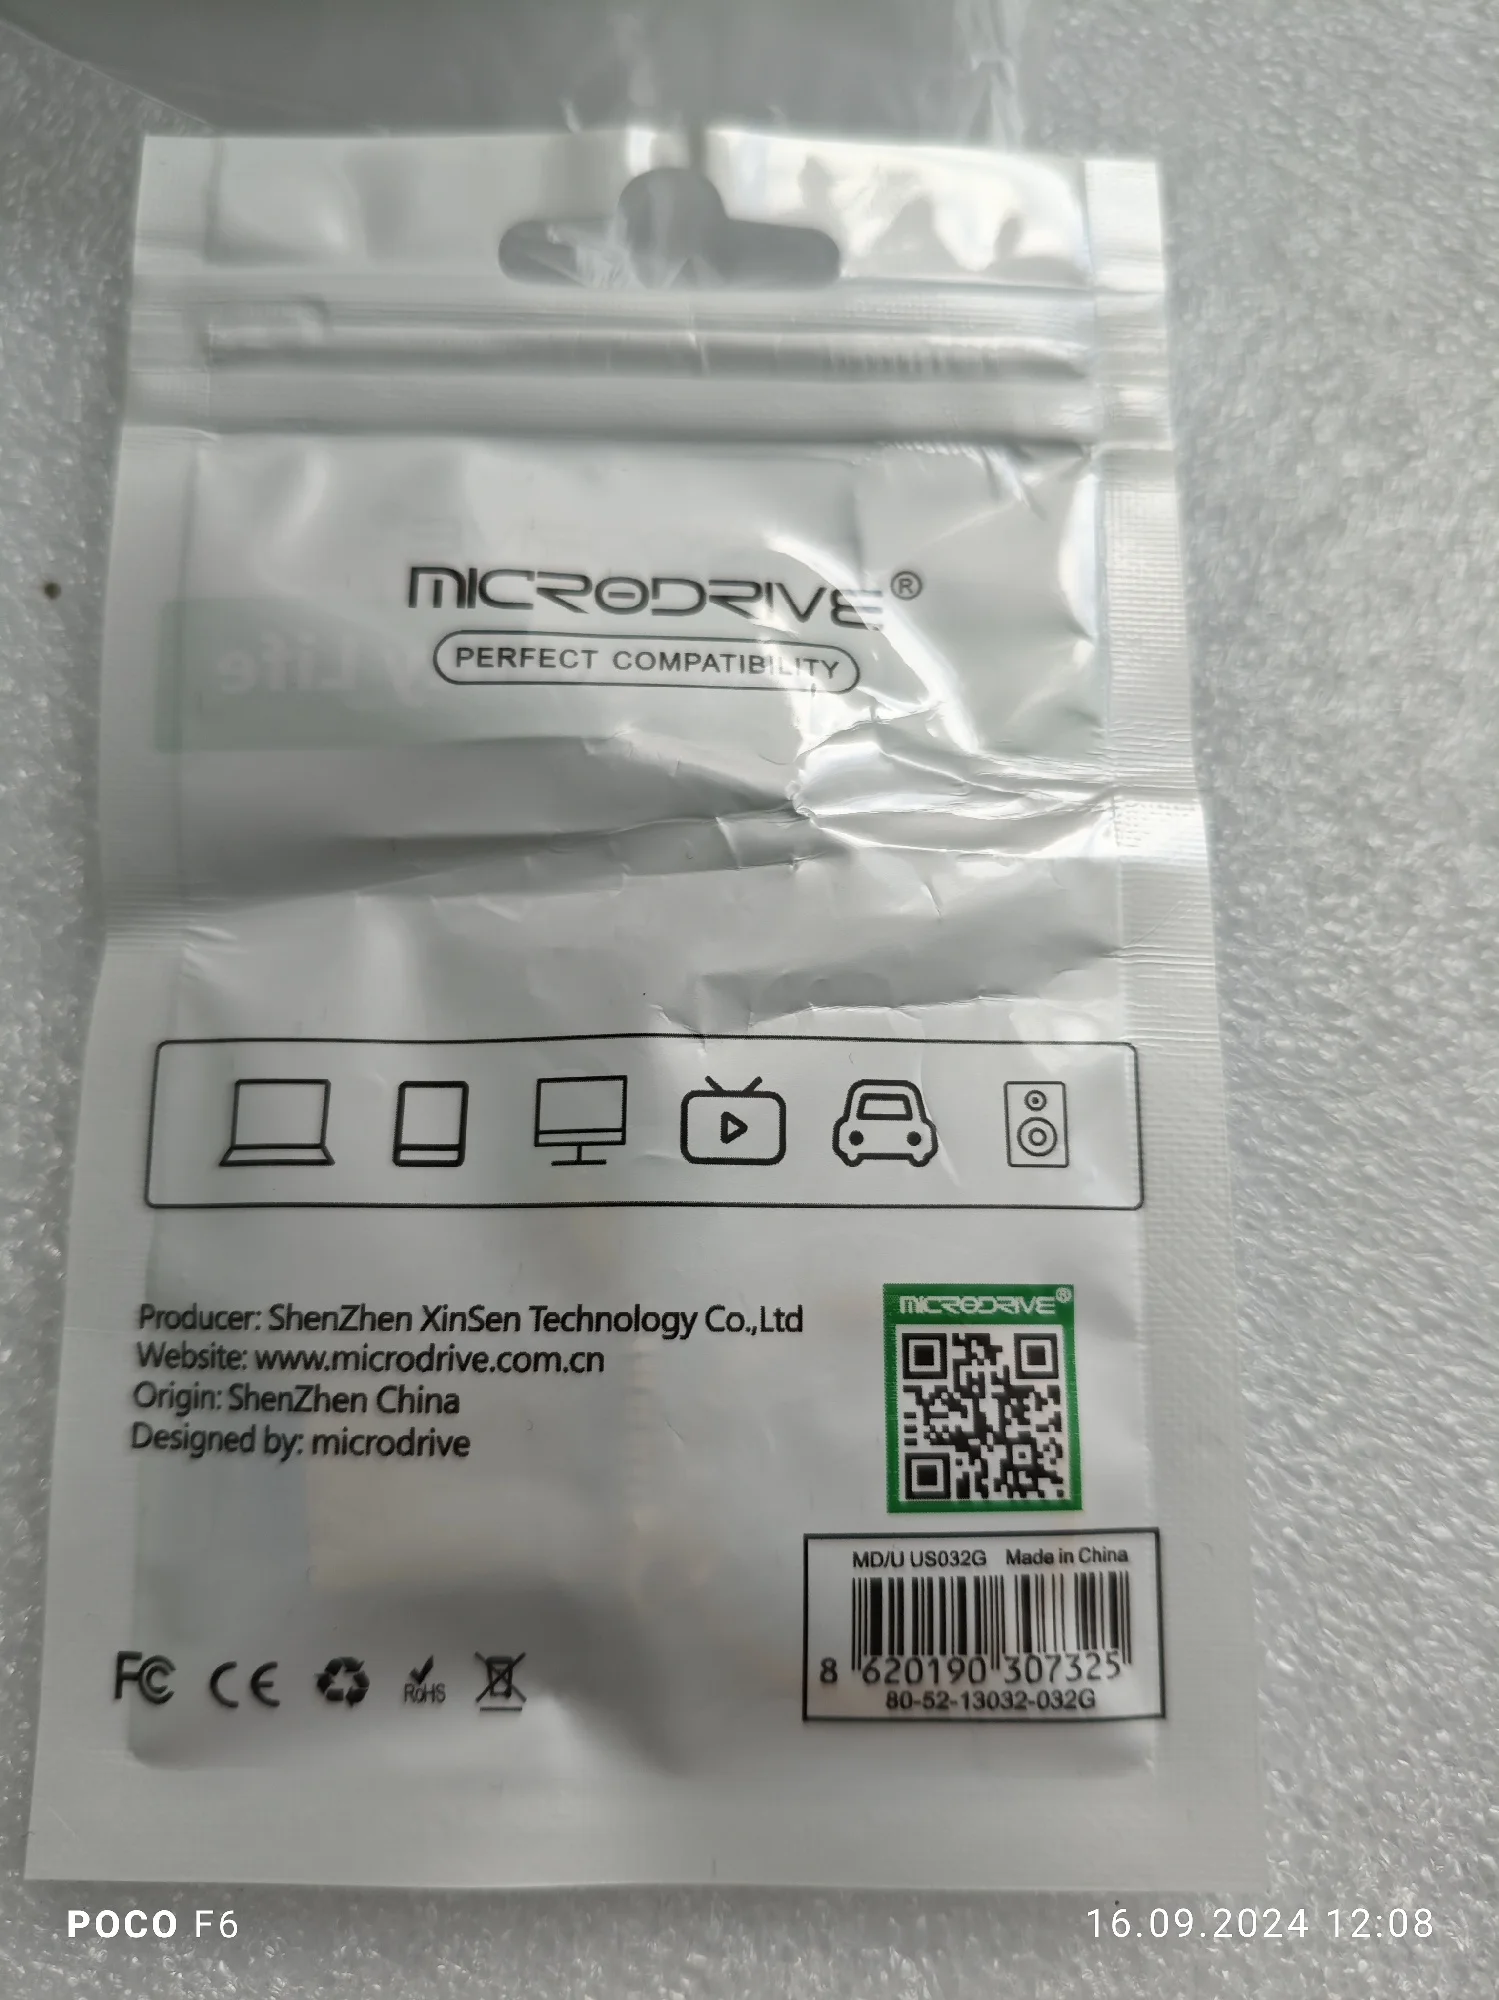 MICRODRIVE®
PERFECT COMPATIBILITY
y Life
Producer: ShenZhen XinSen Technology Co.,Ltd
Website: www.microdrive.com.cn
Origin: ShenZhen China
Designed by: microdrive
MICRODRIVE®
MD/U US032G Made in China
8 620190 307325
80-52-13032-032G
FC CE RoHS
POCO F6
16.09.2024 12:08